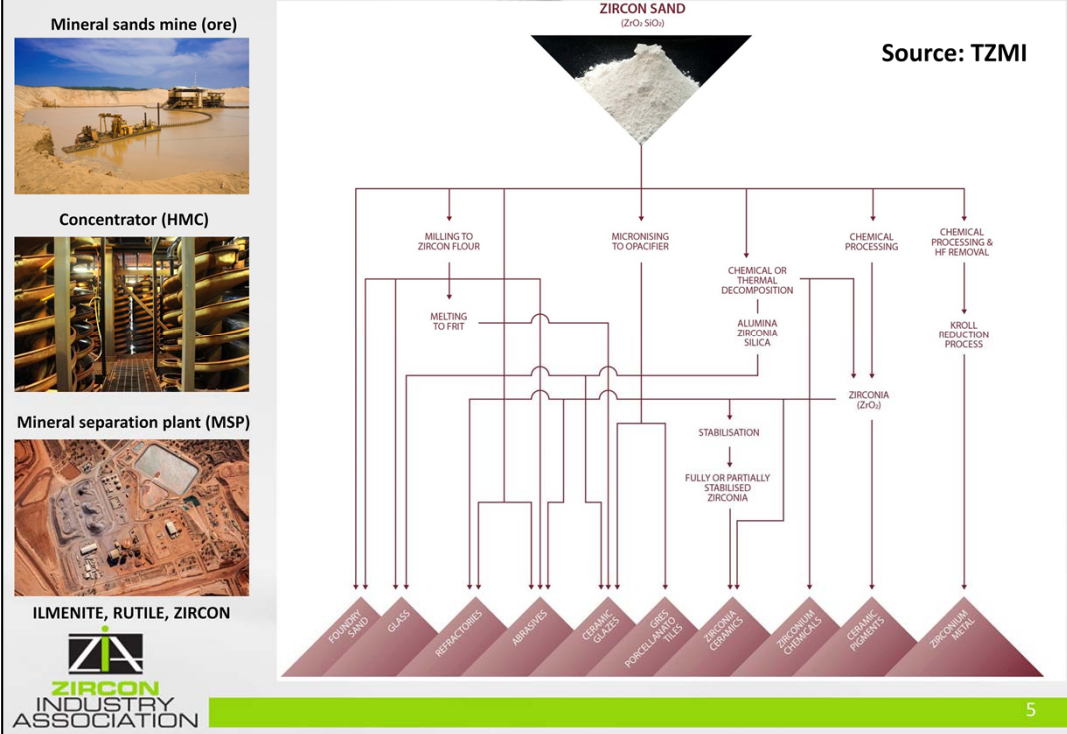 Mineral sands mine (ore)
Concentrator (HMC)
Mineral separation plant (MSP)
ILMENITE, RUTILE, ZIRCON
ZIA
ZIRCON
INDUSTRY
ASSOCIATION
ZIRCON SAND
(ZrO₂ SiO₂)
Source: TZMI
MILLING TO
ZIRCON FLOUR
MICRONISING
TO OPACIFIER
CHEMICAL
PROCESSING
CHEMICAL
PROCESSING &
HF REMOVAL
CHEMICAL OR
THERMAL
DECOMPOSITION
MELTING
TO FRIT
ALUMINA
ZIRCONIA
SILICA
KROLL
REDUCTION
PROCESS
ZIRCONIA
(ZrO₂)
STABILISATION
FULLY OR PARTIALLY
STABILISED
ZIRCONIA
FOUNDRY
SAND
GLASS
REFRACTORIES
ABRASIVES
CERAMIC
GLAZES
GRES
PORCELLANATO
TILES
ZIRCONIA
CERAMICS
ZIRCONIUM
CHEMICALS
CERAMIC
PIGMENTS
ZIRCONIUM
METAL
5